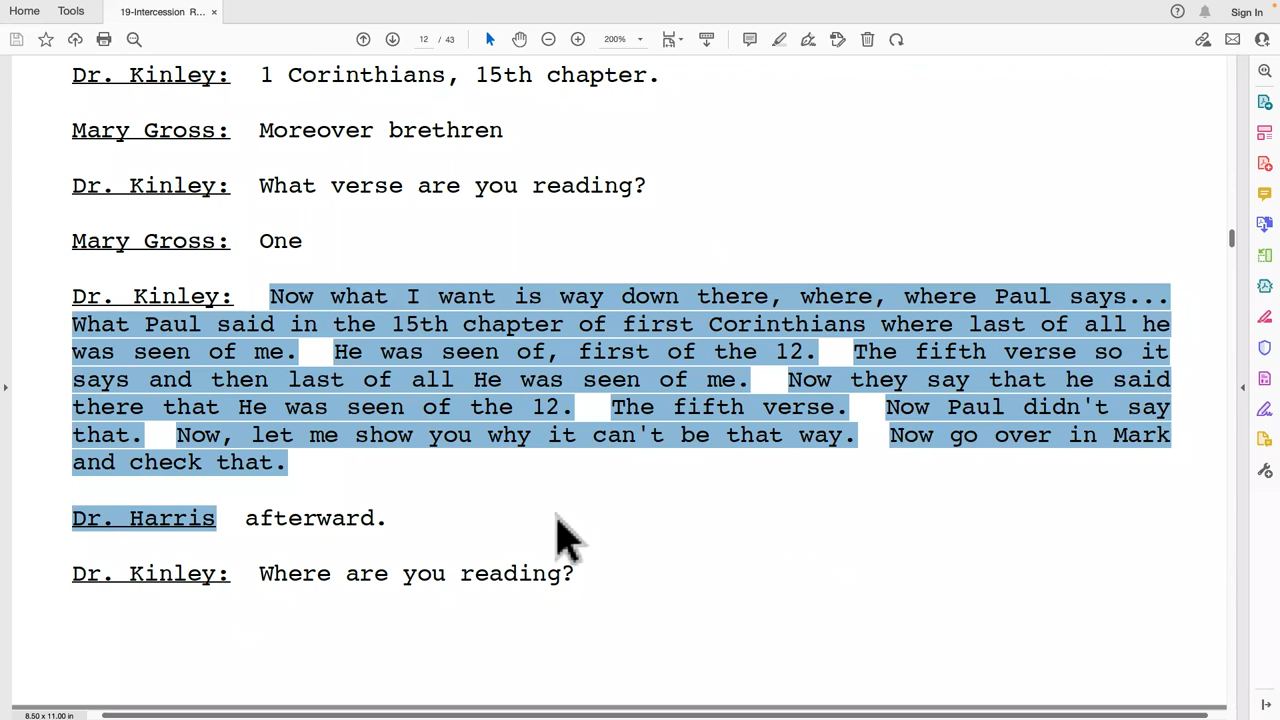 Home Tools 19-Intercession R... × Sign In
12 / 43 200%
Dr. Kinley: 1 Corinthians, 15th chapter.
Mary Gross: Moreover brethren
Dr. Kinley: What verse are you reading?
Mary Gross: One
Dr. Kinley: Now what I want is way down there, where, where Paul says...
What Paul said in the 15th chapter of first Corinthians where last of all he
was seen of me. He was seen of, first of the 12. The fifth verse so it
says and then last of all He was seen of me. Now they say that he said
there that He was seen of the 12. The fifth verse. Now Paul didn't say
that. Now, let me show you why it can't be that way. Now go over in Mark
and check that.
Dr. Harris afterward.
Dr. Kinley: Where are you reading?
8.50 x 11.00 in